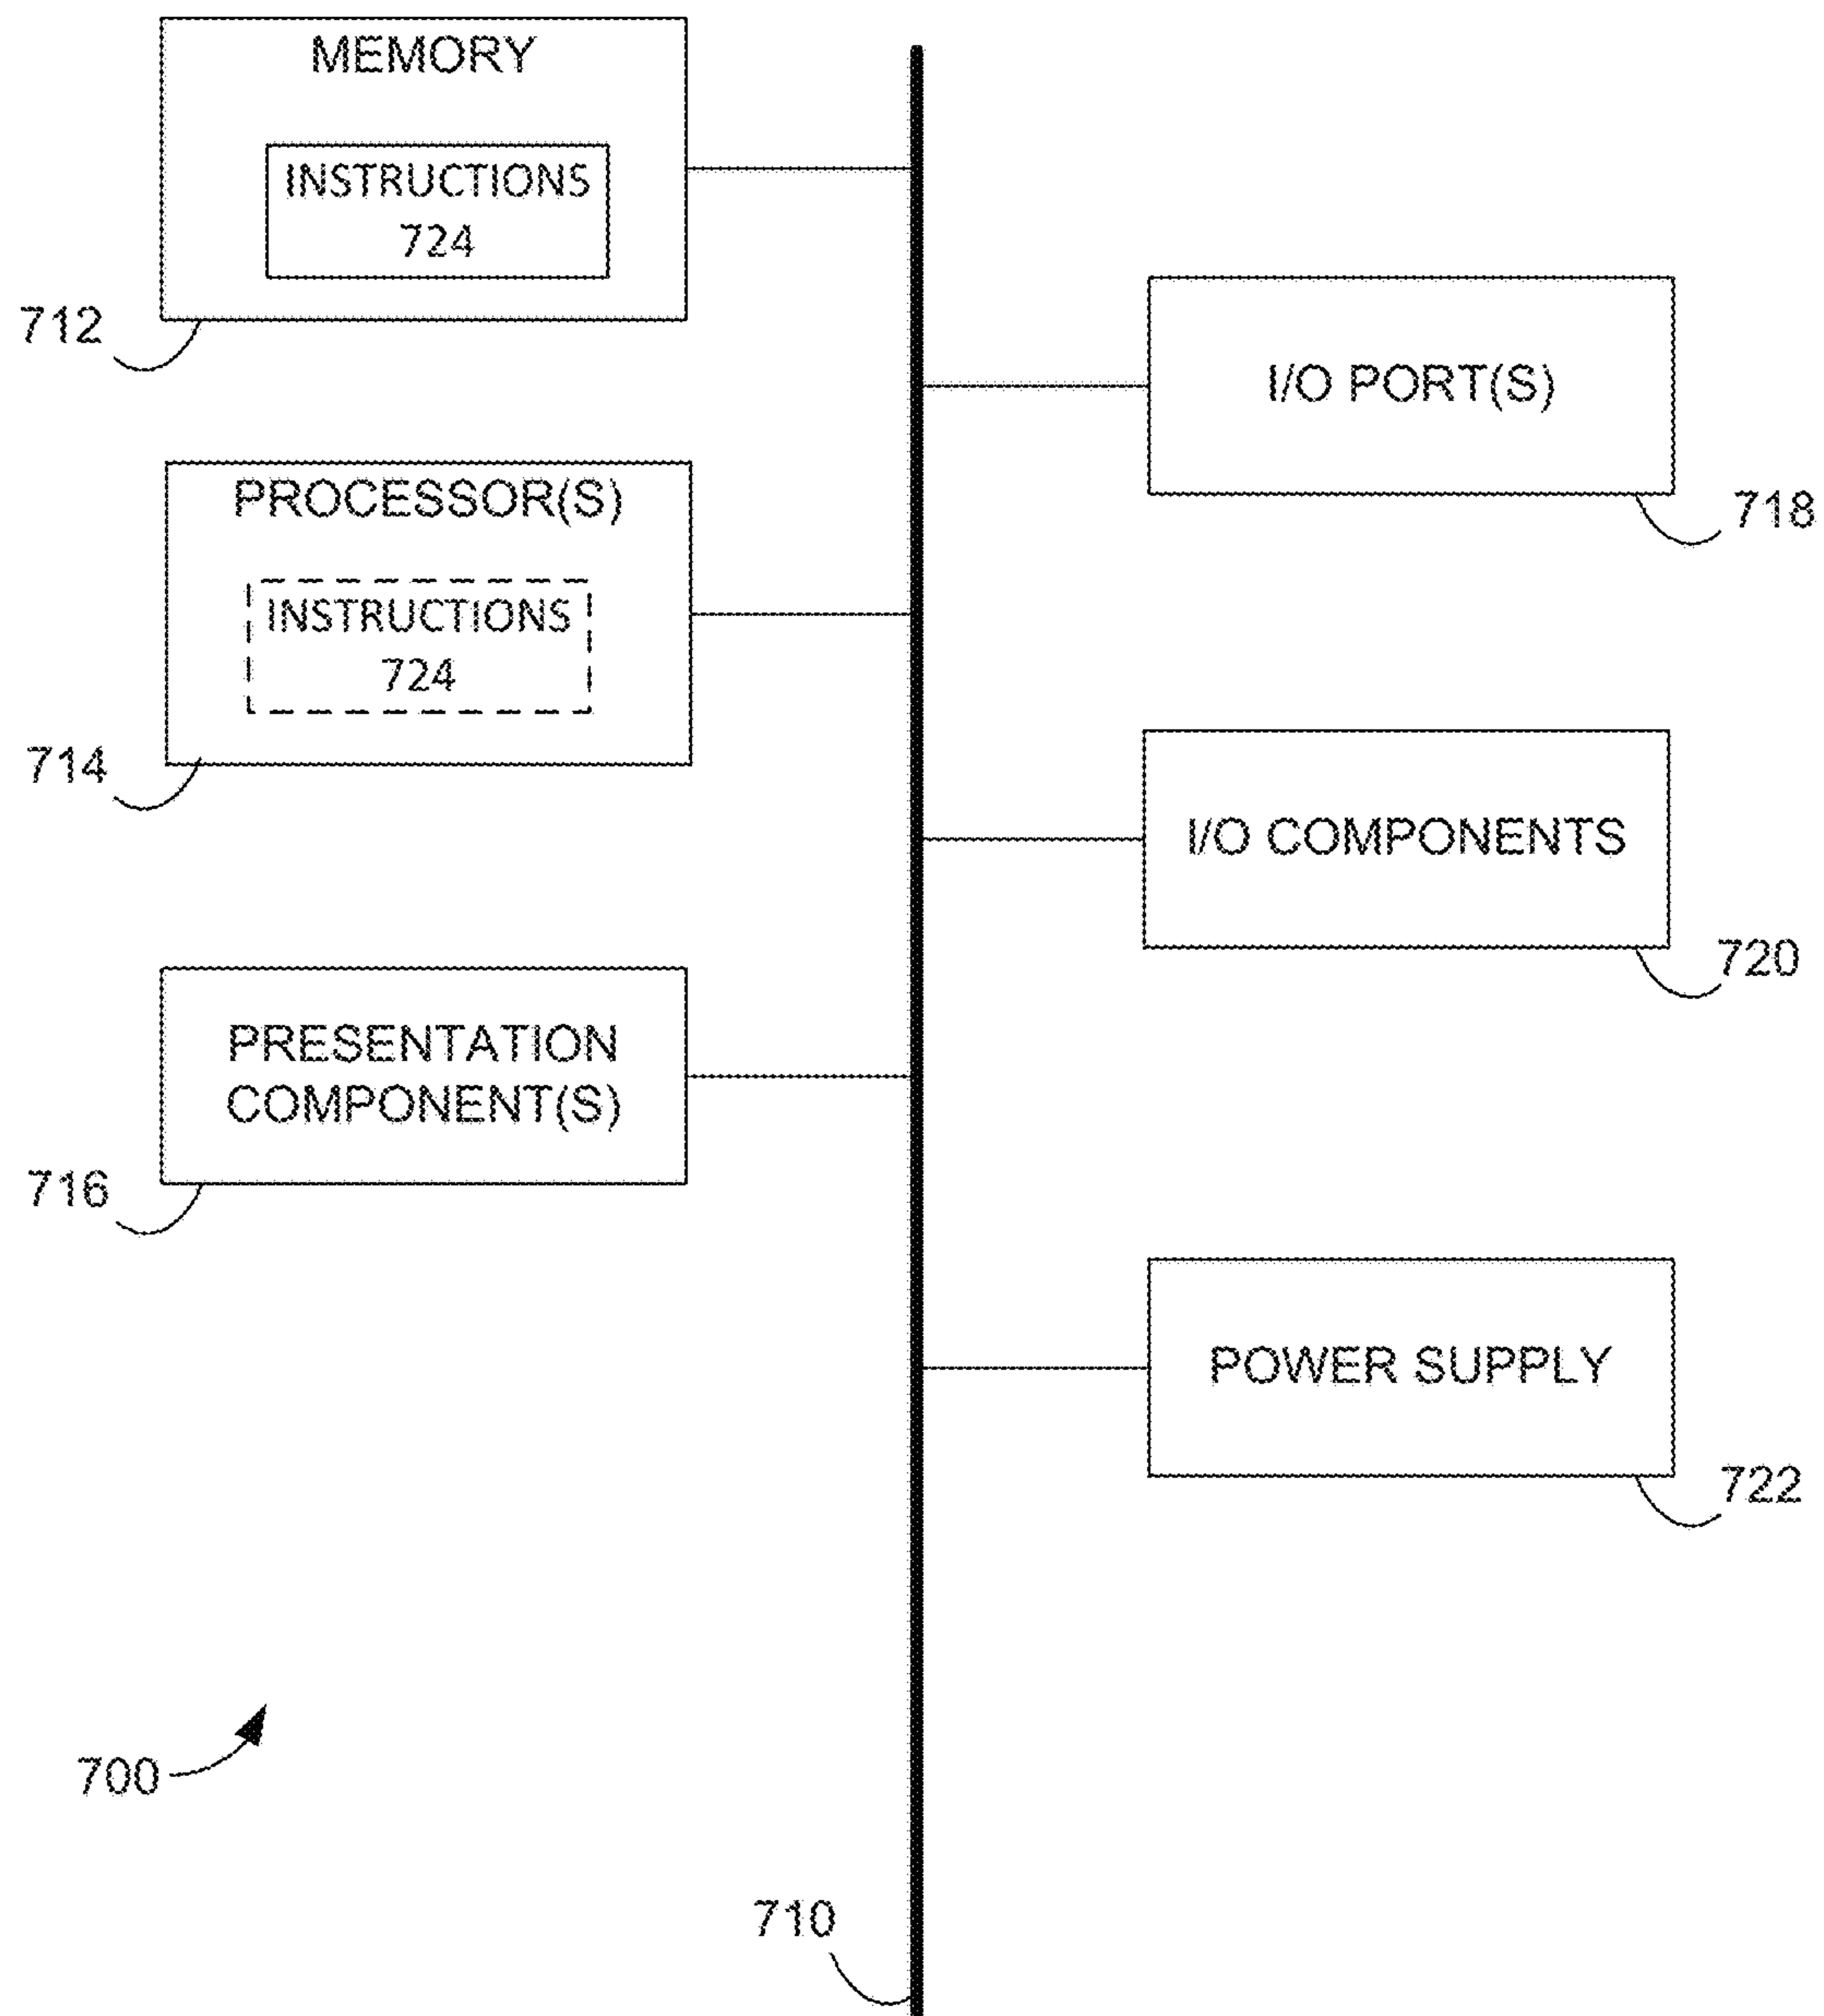 MEMORY
INSTRUCTIONS
724
712
PROCESSOR(S)
INSTRUCTIONS
724
714
PRESENTATION
COMPONENT(S)
716
I/O PORT(S)
718
I/O COMPONENTS
720
POWER SUPPLY
722
700
710